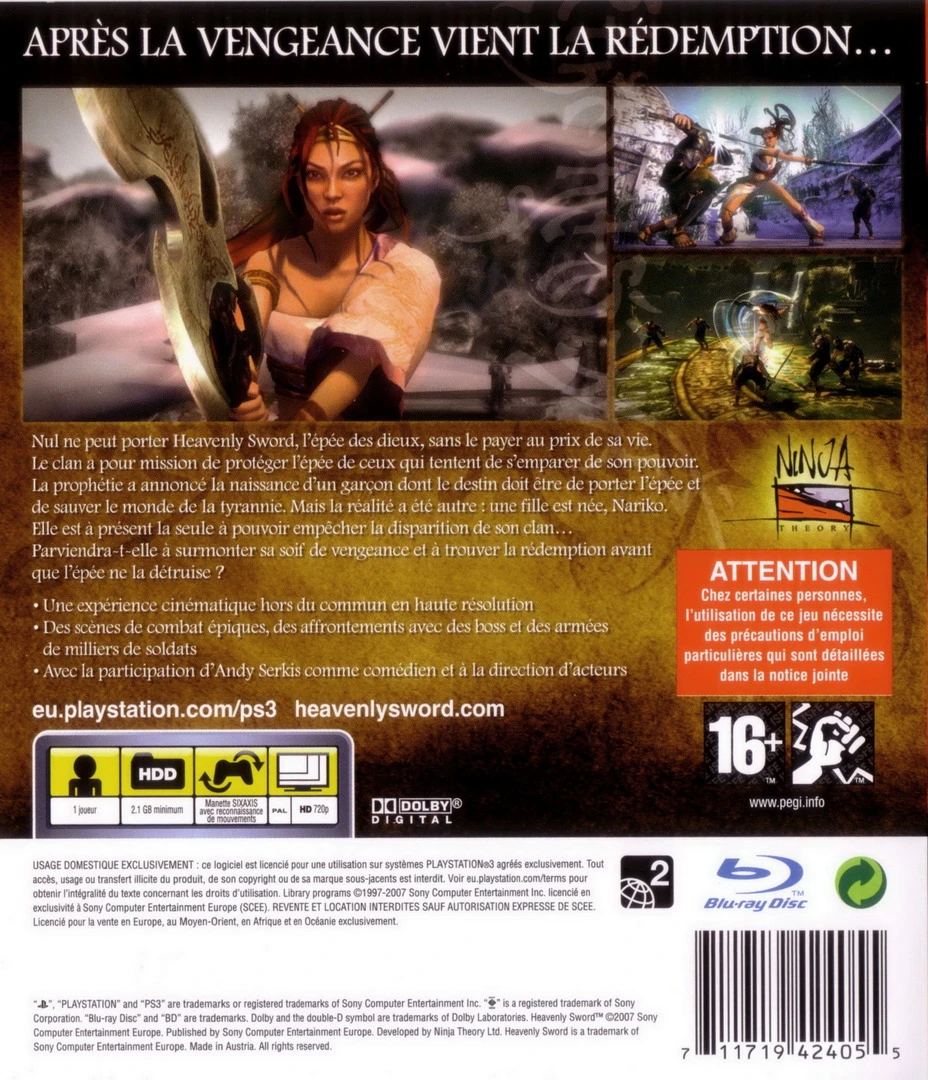 APRÈS LA VENGEANCE VIENT LA RÉDEMPTION...
Nul ne peut porter Heavenly Sword, l'épée des dieux, sans le payer au prix de sa vie.
Le clan a pour mission de protéger l'épée de ceux qui tentent de s'emparer de son pouvoir.
La prophétie a annoncé la naissance d'un garçon dont le destin doit être de porter l'épée et
de sauver le monde de la tyrannie. Mais la réalité a été autre : une fille est née, Nariko.
Elle est à présent la seule à pouvoir empêcher la disparition de son clan...
Parviendra-t-elle à surmonter sa soif de vengeance et à trouver la rédemption avant
que l'épée ne la détruise ?
NINJA
THEORY
• Une expérience cinématique hors du commun en haute résolution
• Des scènes de combat épiques, des affrontements avec des boss et des armées
de milliers de soldats
• Avec la participation d'Andy Serkis comme comédien et à la direction d'acteurs
ATTENTION
Chez certaines personnes,
l'utilisation de ce jeu nécessite
des précautions d'emploi
particulières qui sont détaillées
dans la notice jointe
eu.playstation.com/ps3 heavenlysword.com
16+
TM
TM
www.pegi.info
HDD
1 joueur
2.1 GB minimum
Manette SIXAXIS
avec reconnaissance
de mouvements
PAL
HD 720p
DOLBY®
DIGITAL
USAGE DOMESTIQUE EXCLUSIVEMENT : ce logiciel est licencié pour une utilisation sur systèmes PLAYSTATION®3 agréés exclusivement. Tout
accès, usage ou transfert illicite du produit, de son copyright ou de sa marque sous-jacents est interdit. Voir eu.playstation.com/terms pour
obtenir l'intégralité du texte concernant les droits d'utilisation. Library programs ©1997-2007 Sony Computer Entertainment Inc. licencié en
exclusivité à Sony Computer Entertainment Europe (SCEE). REVENTE ET LOCATION INTERDITES SAUF AUTORISATION EXPRESSE DE SCEE.
Licencié pour la vente en Europe, au Moyen-Orient, en Afrique et en Océanie exclusivement.
2
Blu-ray Disc
TM
"", "PLAYSTATION" and "PS3" are trademarks or registered trademarks of Sony Computer Entertainment Inc. "" is a registered trademark of Sony
Corporation. "Blu-ray Disc" and "BD" are trademarks. Dolby and the double-D symbol are trademarks of Dolby Laboratories. Heavenly Sword™ ©2007 Sony
Computer Entertainment Europe. Published by Sony Computer Entertainment Europe. Developed by Ninja Theory Ltd. Heavenly Sword is a trademark of
Sony Computer Entertainment Europe. Made in Austria. All rights reserved.
7 11719 42405 5